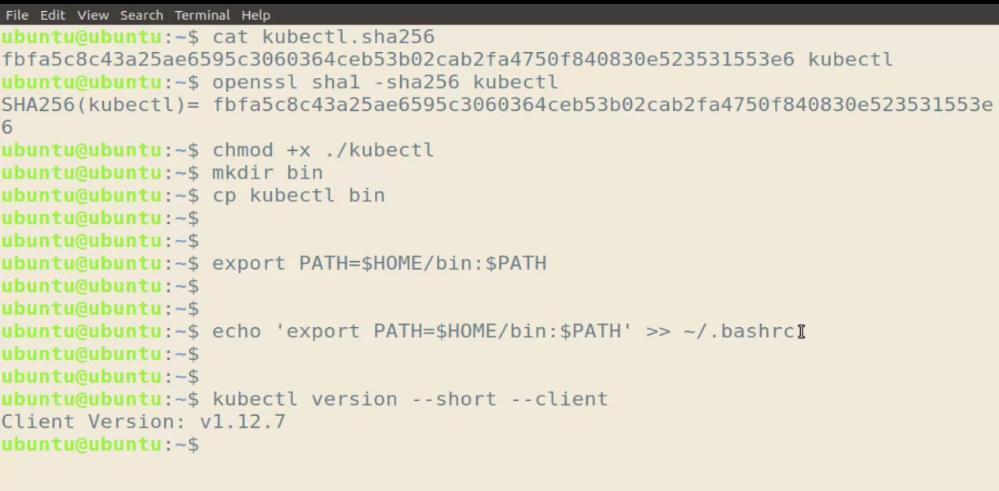 File Edit View Search Terminal Help
ubuntu@ubuntu:~$ cat kubectl.sha256
fbfa5c8c43a25ae6595c3060364ceb53b02cab2fa4750f840830e523531553e6 kubectl
ubuntu@ubuntu:~$ openssl sha1 -sha256 kubectl
SHA256(kubectl)= fbfa5c8c43a25ae6595c3060364ceb53b02cab2fa4750f840830e523531553e
6
ubuntu@ubuntu:~$ chmod +x ./kubectl
ubuntu@ubuntu:~$ mkdir bin
ubuntu@ubuntu:~$ cp kubectl bin
ubuntu@ubuntu:~$
ubuntu@ubuntu:~$
ubuntu@ubuntu:~$ export PATH=$HOME/bin:$PATH
ubuntu@ubuntu:~$
ubuntu@ubuntu:~$
ubuntu@ubuntu:~$ echo 'export PATH=$HOME/bin:$PATH' >> ~/.bashrc
ubuntu@ubuntu:~$
ubuntu@ubuntu:~$
ubuntu@ubuntu:~$ kubectl version --short --client
Client Version: v1.12.7
ubuntu@ubuntu:~$